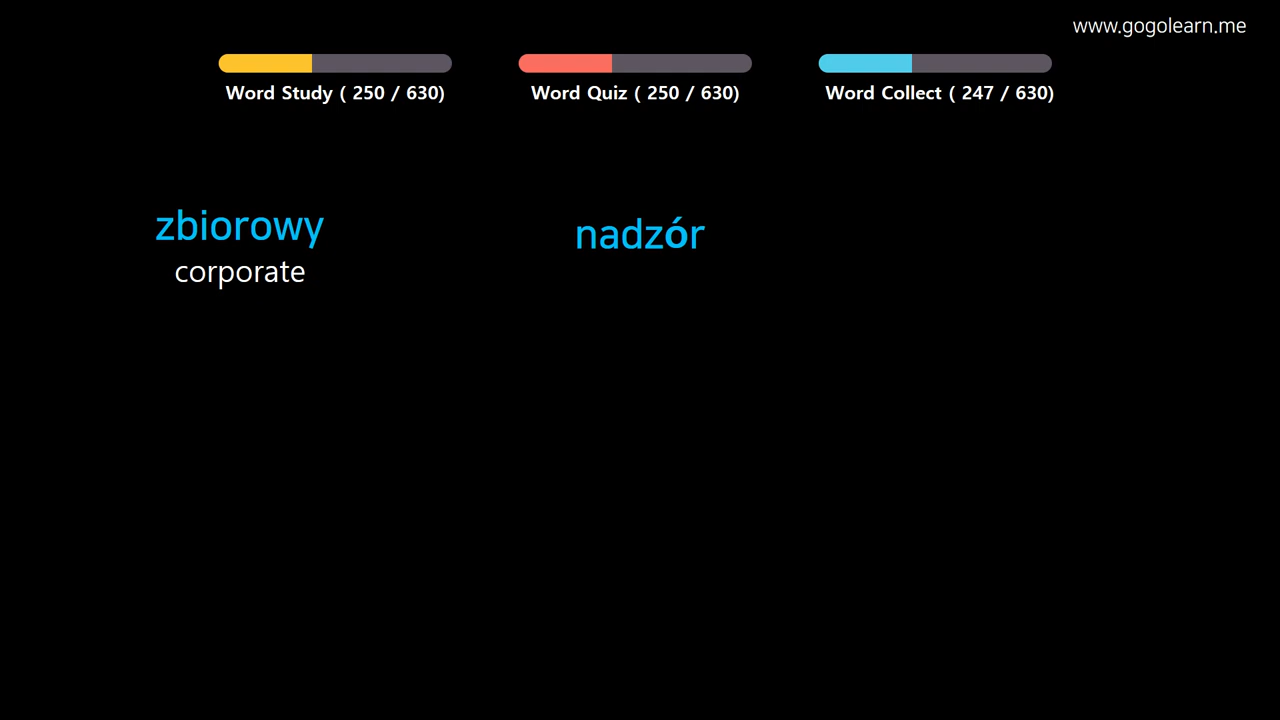 www.gogolearn.me
Word Study ( 250 / 630)
Word Quiz ( 250 / 630)
Word Collect ( 247 / 630)
zbiorowy
corporate
nadzór